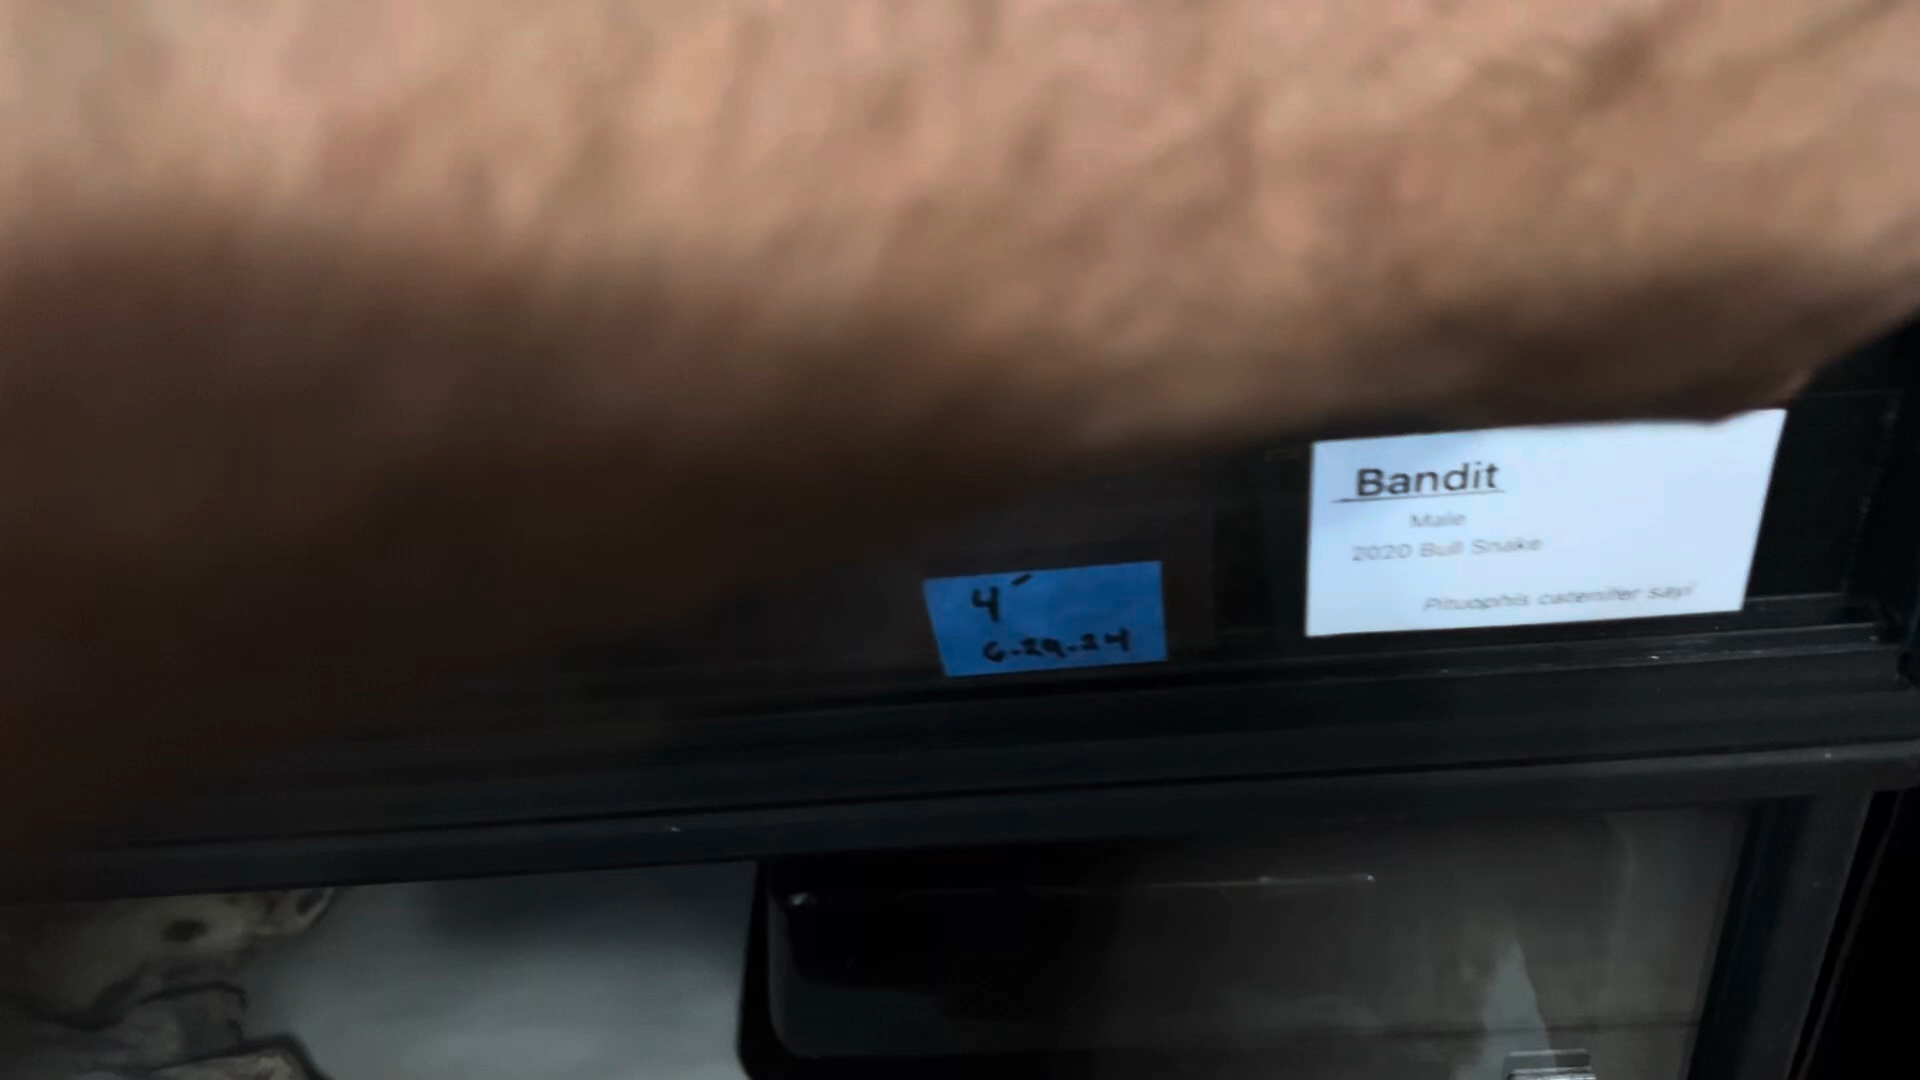 4'
6.29.24
Bandit
Male
2020 Bull Snake
Pituophis catenifer sayi